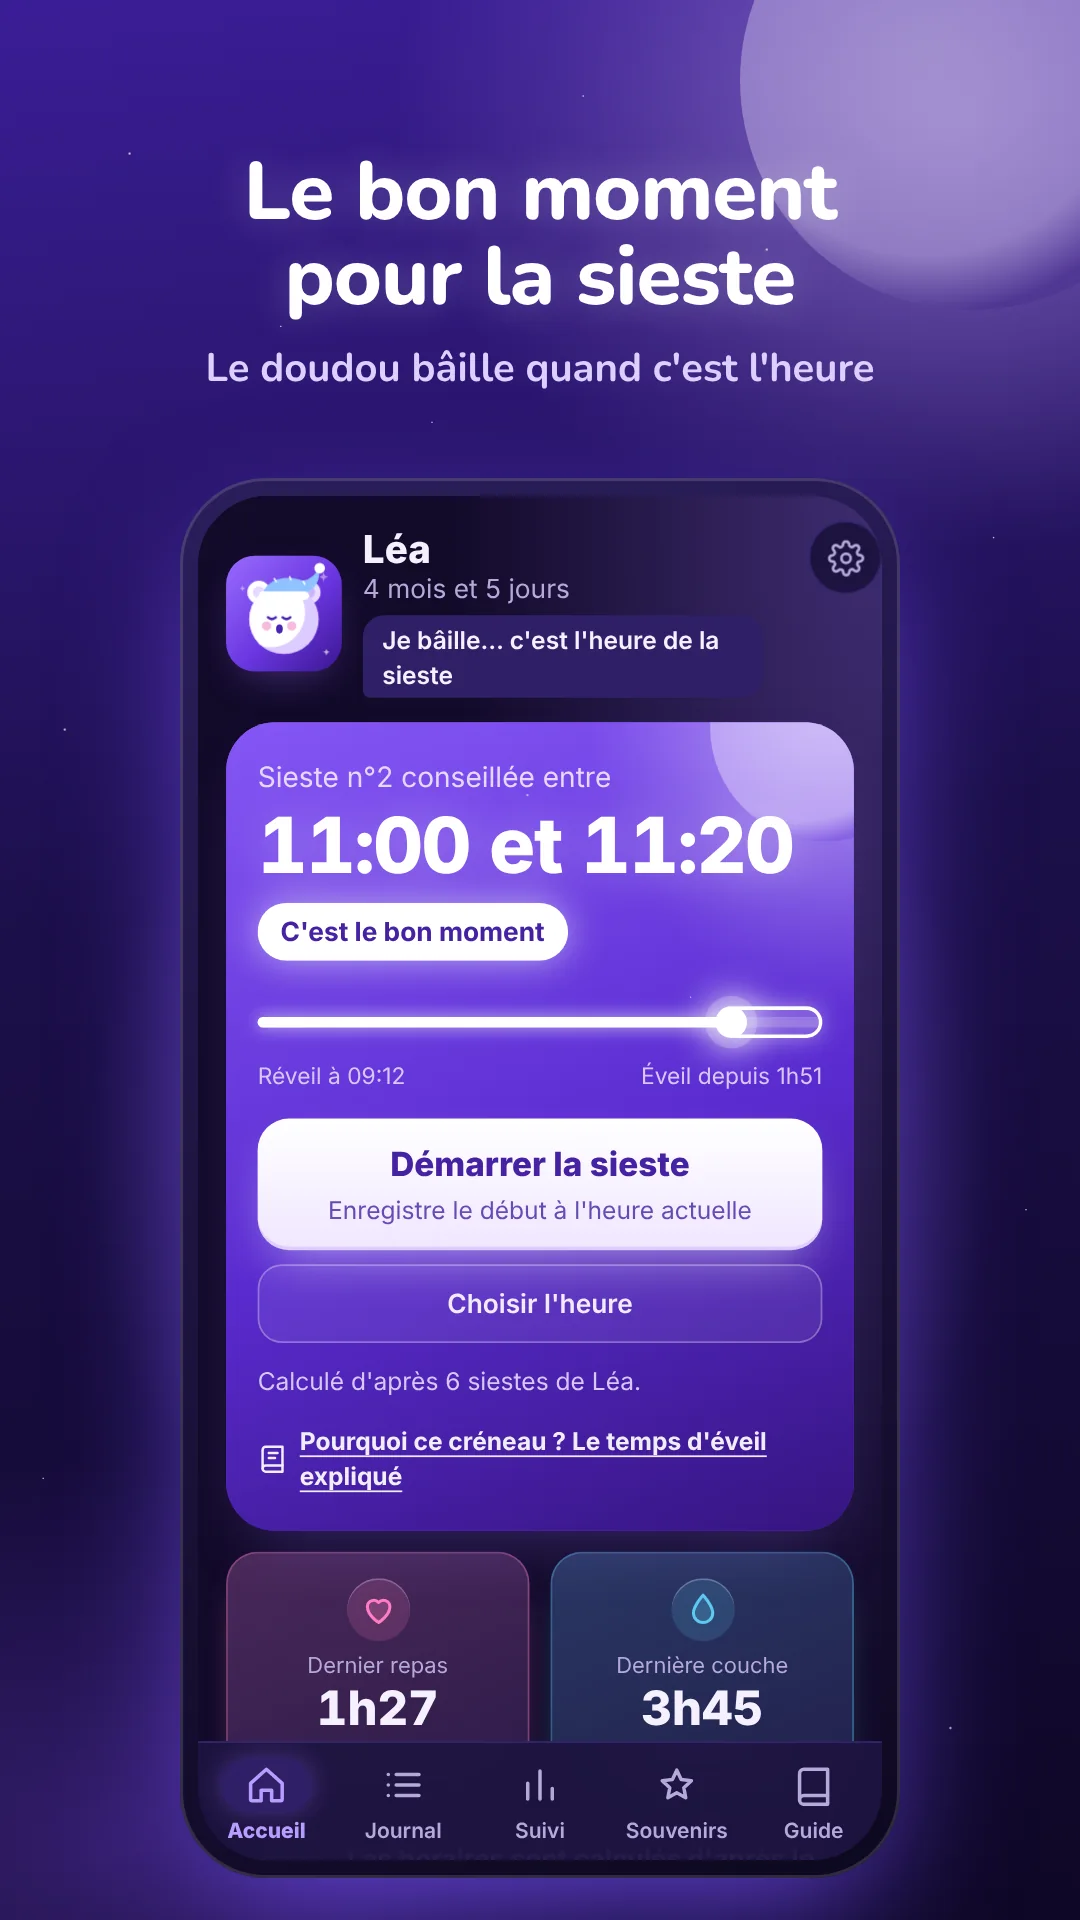 Le bon moment
pour la sieste
Le doudou bâille quand c'est l'heure
Léa
4 mois et 5 jours
Je bâille... c'est l'heure de la
sieste
Sieste n°2 conseillée entre
11:00 et 11:20
C'est le bon moment
Réveil à 09:12
Éveil depuis 1h51
Démarrer la sieste
Enregistre le début à l'heure actuelle
Choisir l'heure
Calculé d'après 6 siestes de Léa.
Pourquoi ce créneau ? Le temps d'éveil
expliqué
Dernier repas
1h27
Dernière couche
3h45
Accueil
Journal
Suivi
Souvenirs
Guide